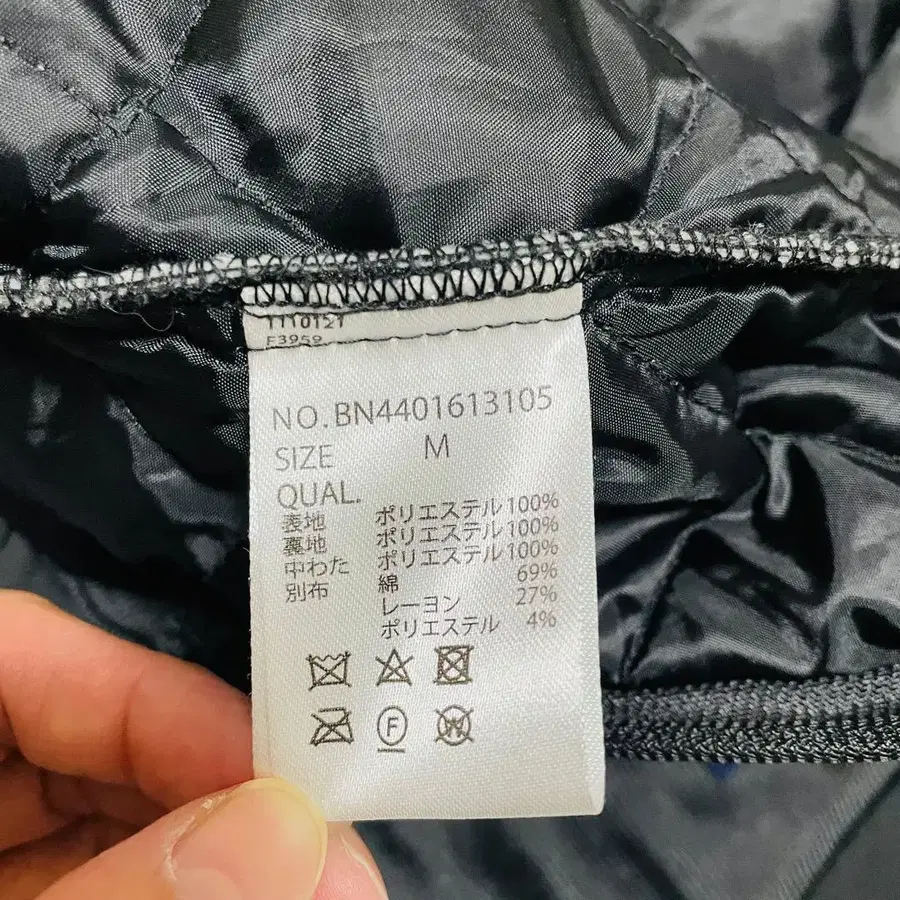 1110121
F3959
NO.BN4401613105
SIZE M
QUAL.
表地 ポリエステル100%
裏地 ポリエステル100%
中わた ポリエステル100%
別布 綿 69%
レーヨン 27%
ポリエステル 4%
F
W